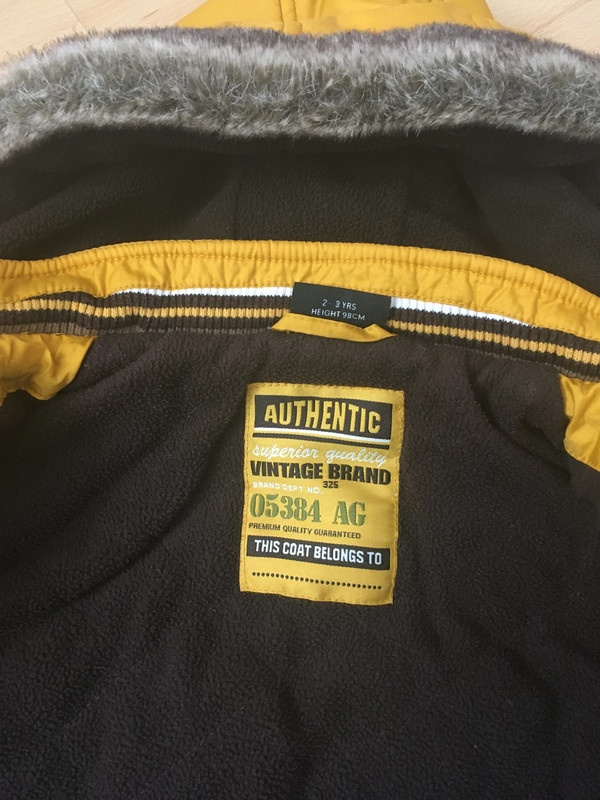 2 - 3 YRS
HEIGHT 98CM
AUTHENTIC
superior quality
VINTAGE BRAND
BRAND DEPT. NO. 325
05384 AG
PREMIUM QUALITY GUARANTEED
THIS COAT BELONGS TO